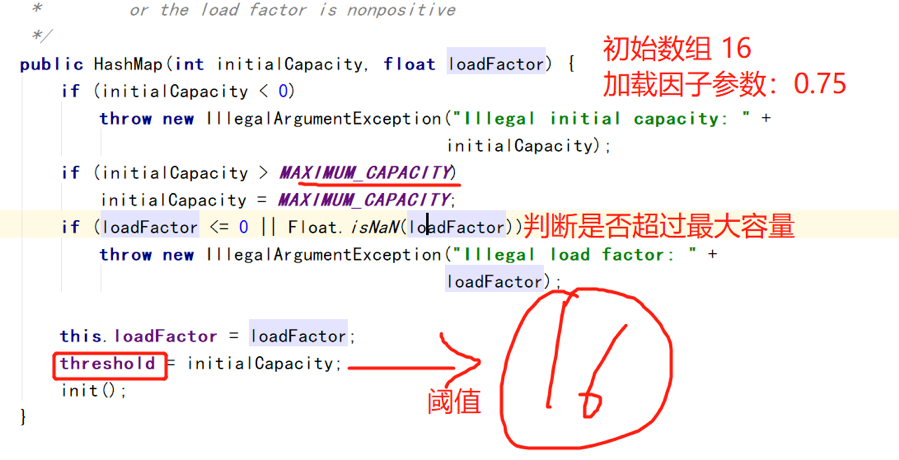 * or the load factor is nonpositive
*/
public HashMap(int initialCapacity, float loadFactor) {
初始数组 16
if (initialCapacity < 0)
加载因子参数：0.75
throw new IllegalArgumentException("Illegal initial capacity: " +
initialCapacity);
if (initialCapacity > MAXIMUM_CAPACITY)
initialCapacity = MAXIMUM_CAPACITY;
if (loadFactor <= 0 || Float.isNaN(loadFactor))判断是否超过最大容量
throw new IllegalArgumentException("Illegal load factor: " +
loadFactor);
this.loadFactor = loadFactor;
threshold = initialCapacity;
16
阈值
init();
}